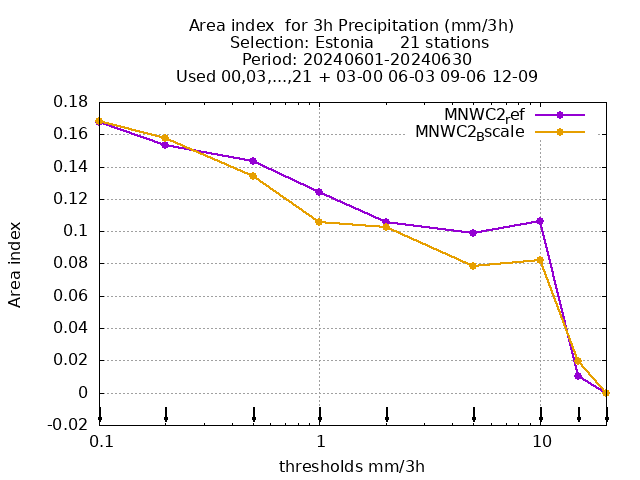 Area index  for 3h Precipitation (mm/3h)
Selection: Estonia     21 stations
Period: 20240601-20240630
Used 00,03,...,21 + 03-00 06-03 09-06 12-09
MNWC2ref
MNWC2Bscale
0.18
0.16
0.14
0.12
0.1
0.08
0.06
0.04
0.02
0
-0.02
Area index
0.1 1 10
thresholds mm/3h